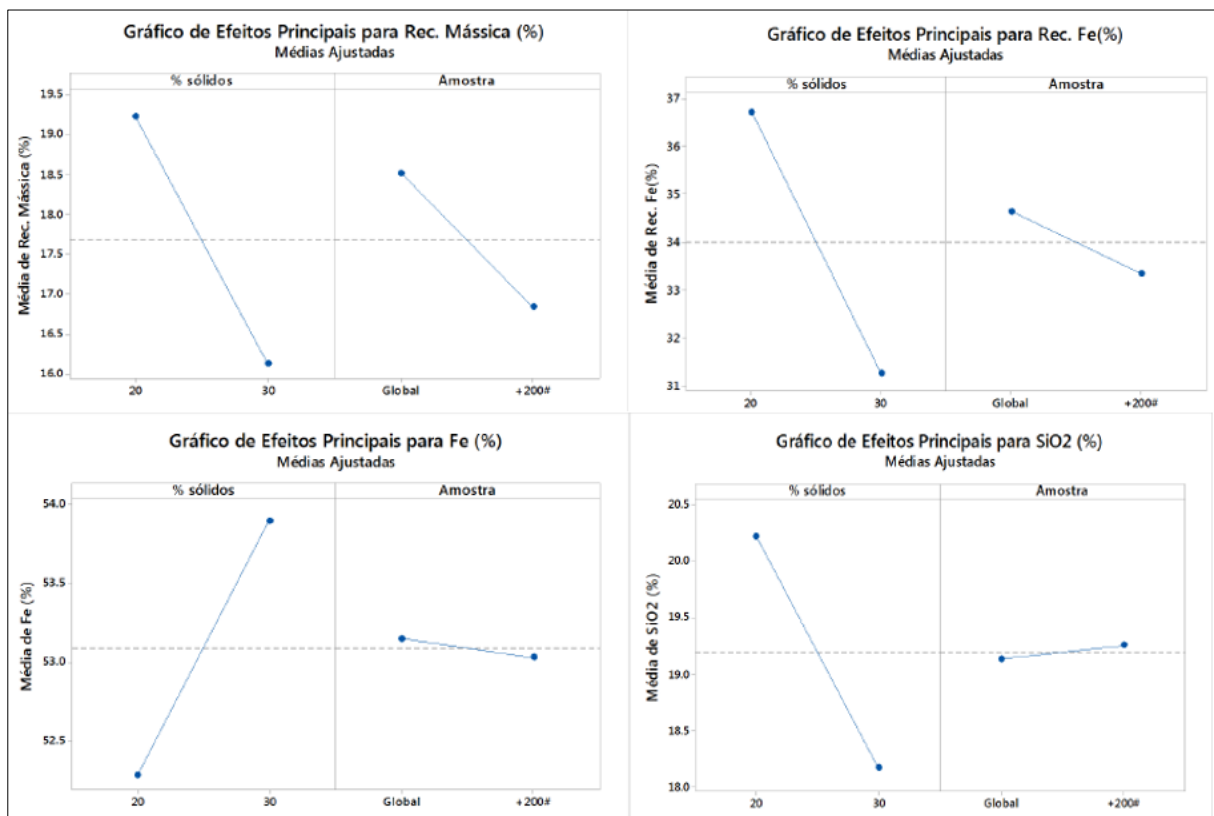 Gráfico de Efeitos Principais para Rec. Mássica (%)
Médias Ajustadas
% sólidos
Amostra
Média de Rec. Mássica (%)
19.5
19.0
18.5
18.0
17.5
17.0
16.5
16.0
20
30
Global
+200#
Gráfico de Efeitos Principais para Rec. Fe(%)
Médias Ajustadas
% sólidos
Amostra
Média de Rec. Fe(%)
37
36
35
34
33
32
31
20
30
Global
+200#
Gráfico de Efeitos Principais para Fe (%)
Médias Ajustadas
% sólidos
Amostra
Média de Fe (%)
54.0
53.5
53.0
52.5
20
30
Global
+200#
Gráfico de Efeitos Principais para SiO2 (%)
Médias Ajustadas
% sólidos
Amostra
Média de SiO2 (%)
20.5
20.0
19.5
19.0
18.5
18.0
20
30
Global
+200#